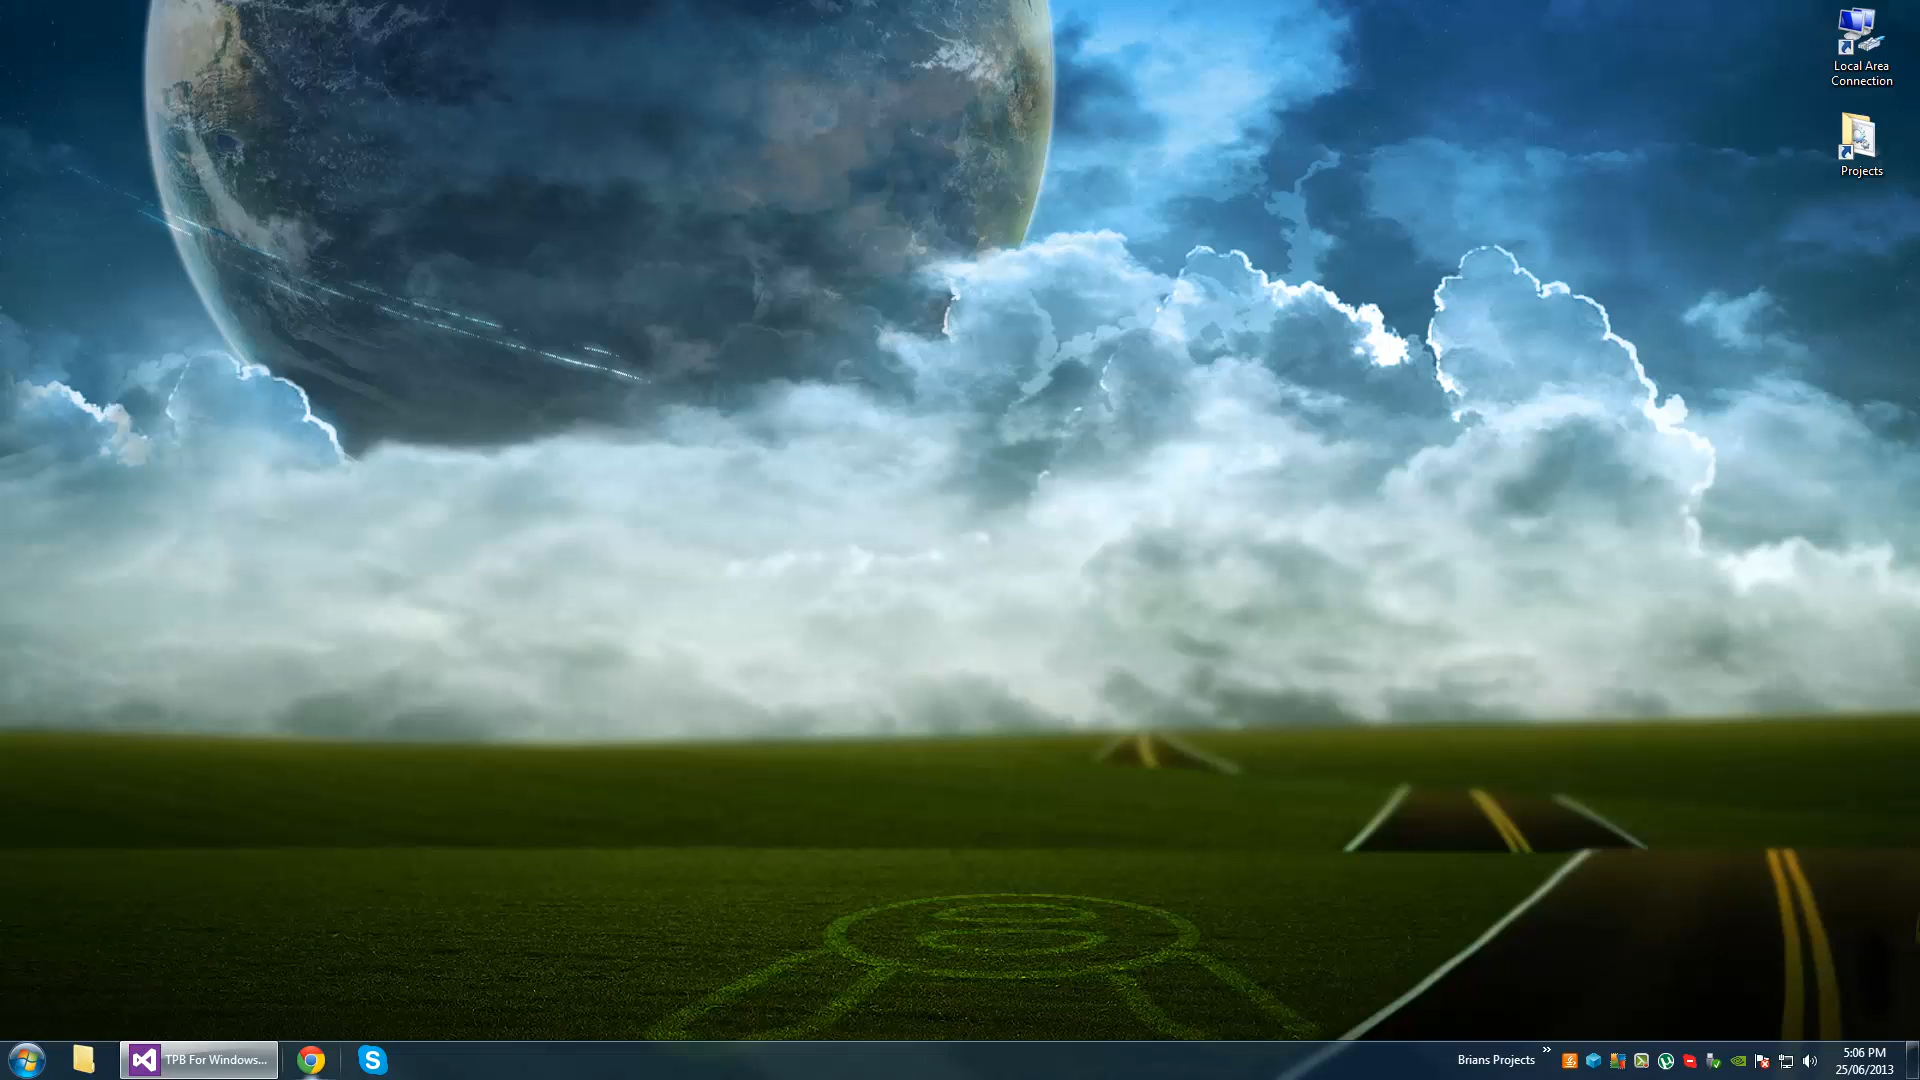 Local Area
Connection
Projects
TPB For Windows...
Brians Projects
»
5:06 PM
25/06/2013